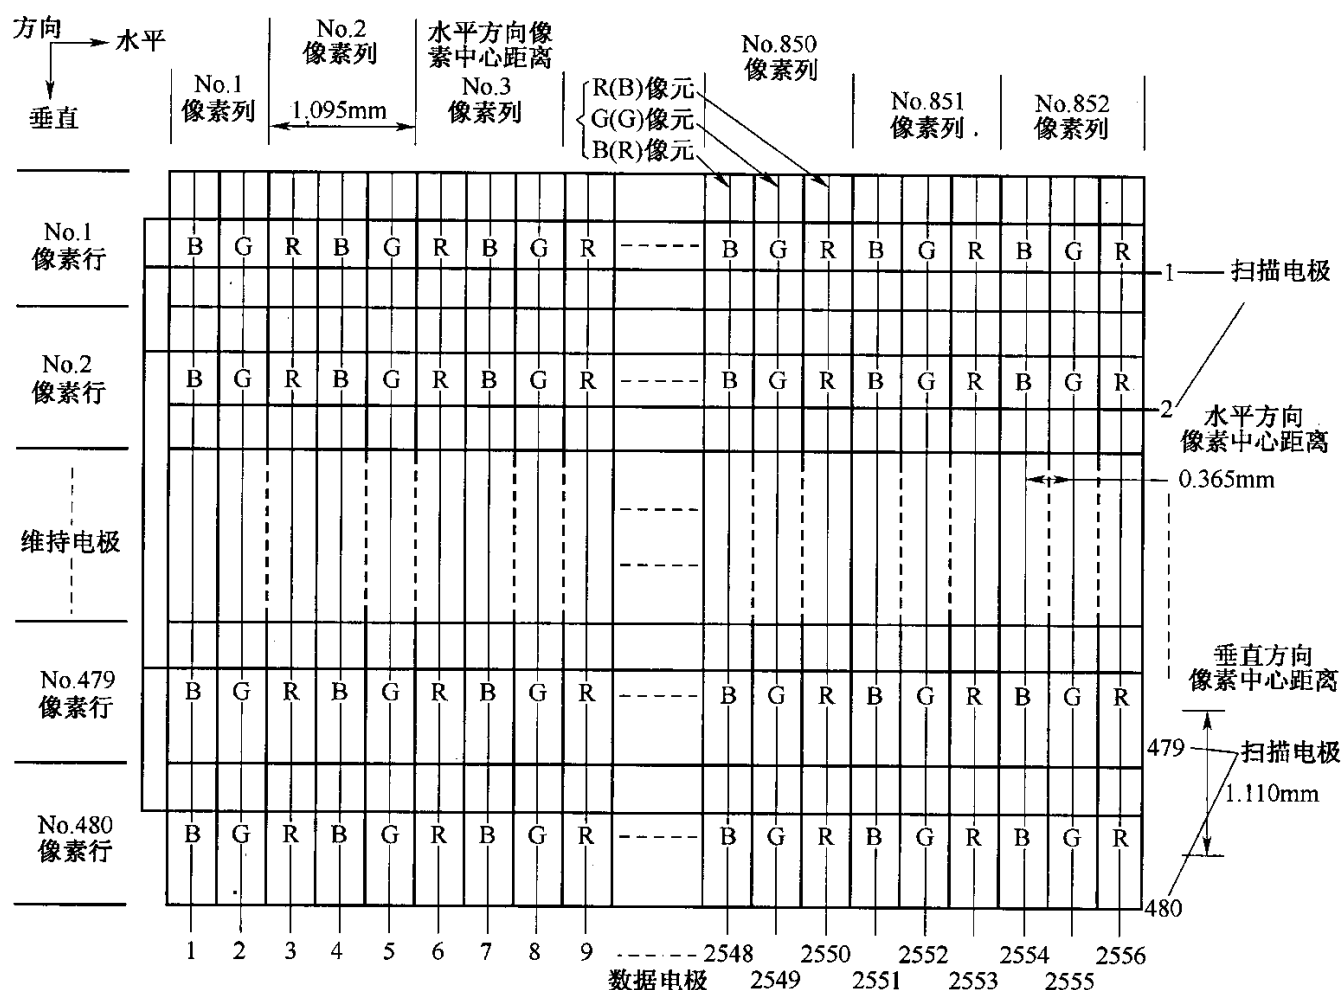 方向
水平
垂直
No.1
像素列
No.2
像素列
1.095mm
水平方向像
素中心距离
No.3
像素列
R(B)像元
G(G)像元
B(R)像元
No.850
像素列
No.851
像素列
No.852
像素列
No.1
像素行
B G R B G R B G R B G R B G R B G R
1
扫描电极
No.2
像素行
B G R B G R B G R B G R B G R B G R
2
水平方向
像素中心距离
0.365mm
维持电极
垂直方向
像素中心距离
No.479
像素行
B G R B G R B G R B G R B G R B G R
479
扫描电极
1.110mm
No.480
像素行
B G R B G R B G R B G R B G R B G R
480
1 2 3 4 5 6 7 8 9 2548 2550 2552 2554 2556
数据电极 2549 2551 2553 2555